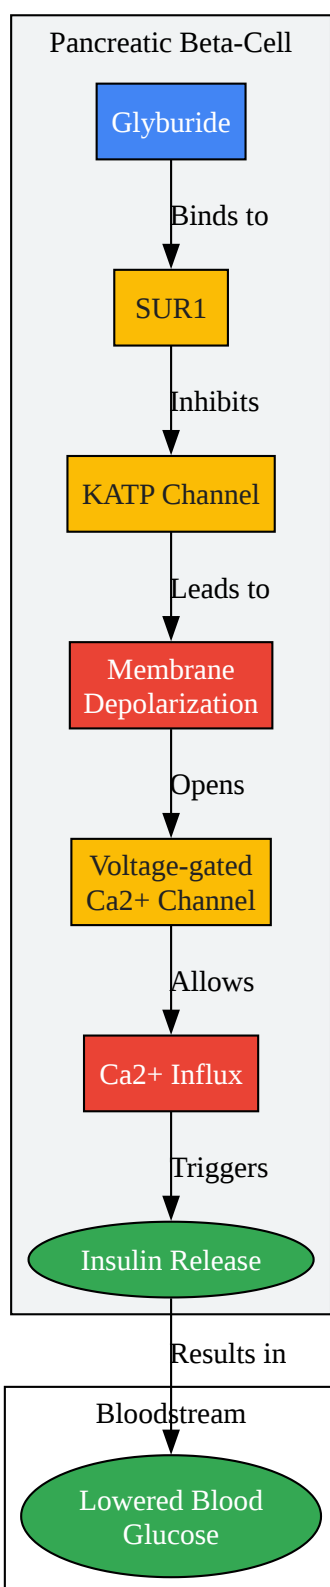 Pancreatic Beta-Cell
Glyburide
Binds to
SUR1
Inhibits
KATP Channel
Leads to
Membrane
Depolarization
Opens
Voltage-gated
Ca2+ Channel
Allows
Ca2+ Influx
Triggers
Insulin Release
Results in
Bloodstream
Lowered Blood
Glucose